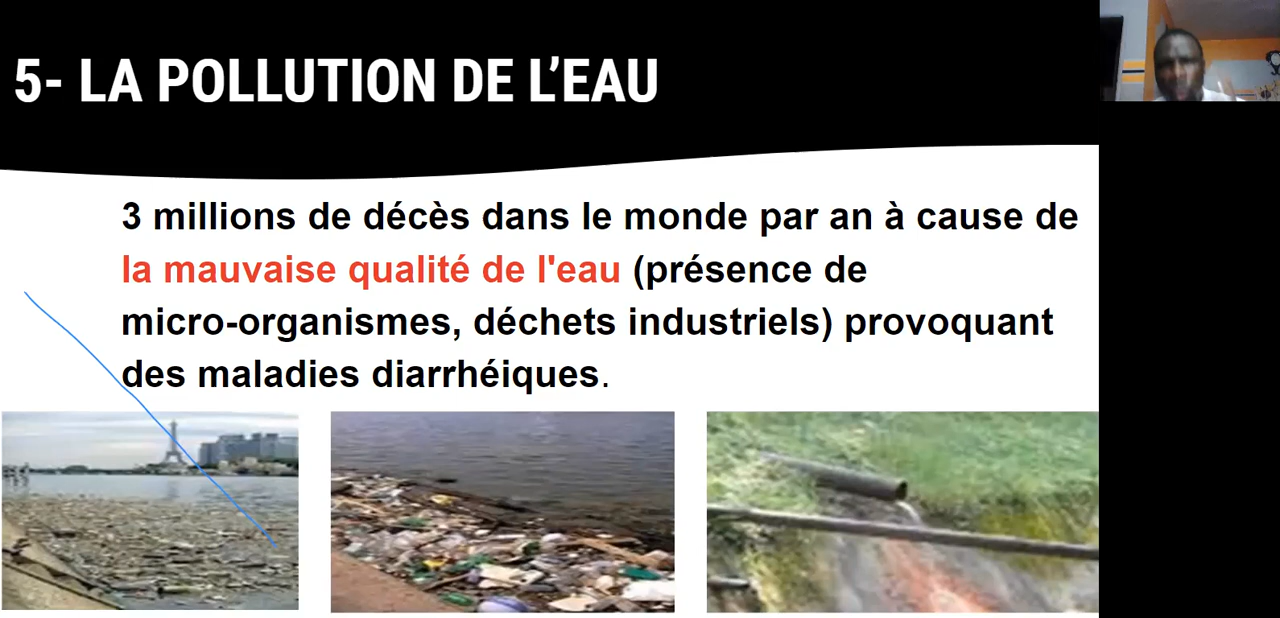 5- LA POLLUTION DE L’EAU
3 millions de décès dans le monde par an à cause de
la mauvaise qualité de l'eau (présence de
micro-organismes, déchets industriels) provoquant
des maladies diarrhéiques.